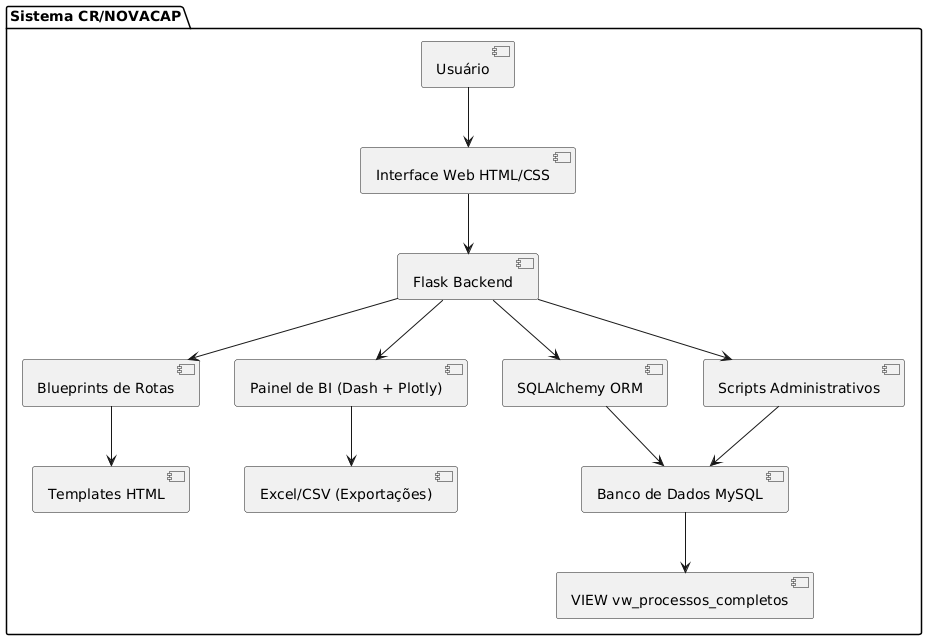 Sistema CR/NOVACAP
Usuário
Interface Web HTML/CSS
Flask Backend
Blueprints de Rotas
Painel de BI (Dash + Plotly)
SQLAlchemy ORM
Scripts Administrativos
Templates HTML
Excel/CSV (Exportações)
Banco de Dados MySQL
VIEW vw_processos_completos